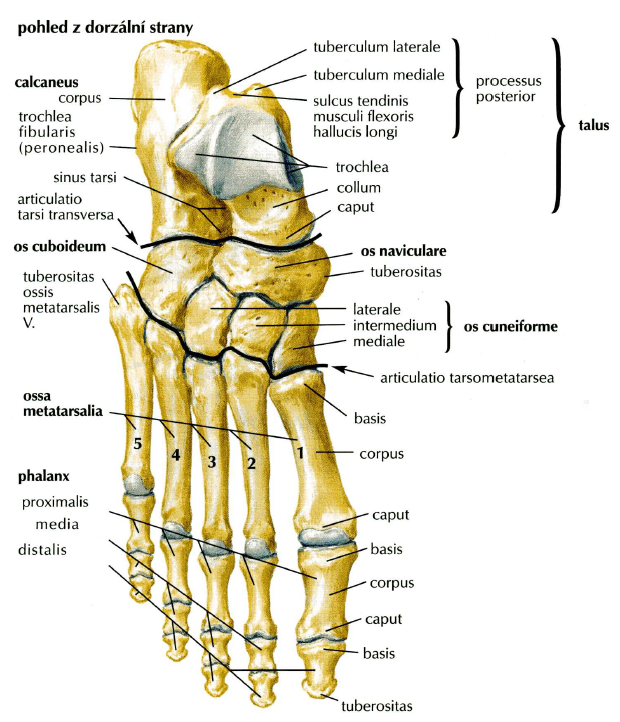 pohled z dorzální strany
calcaneus
corpus
trochlea
fibularis
(peronealis)
sinus tarsi
articulatio
tarsi transversa
os cuboideum
tuberositas
ossis
metatarsalis
V.
ossa
metatarsalia
phalanx
proximalis
media
distalis
tuberculum laterale
tuberculum mediale
sulcus tendinis
musculi flexoris
hallucis longi
processus
posterior
talus
trochlea
collum
caput
os naviculare
tuberositas
laterale
intermedium
mediale
os cuneiforme
articulatio tarsometatarsea
basis
corpus
caput
basis
corpus
caput
basis
tuberositas
5
4
3
2
1